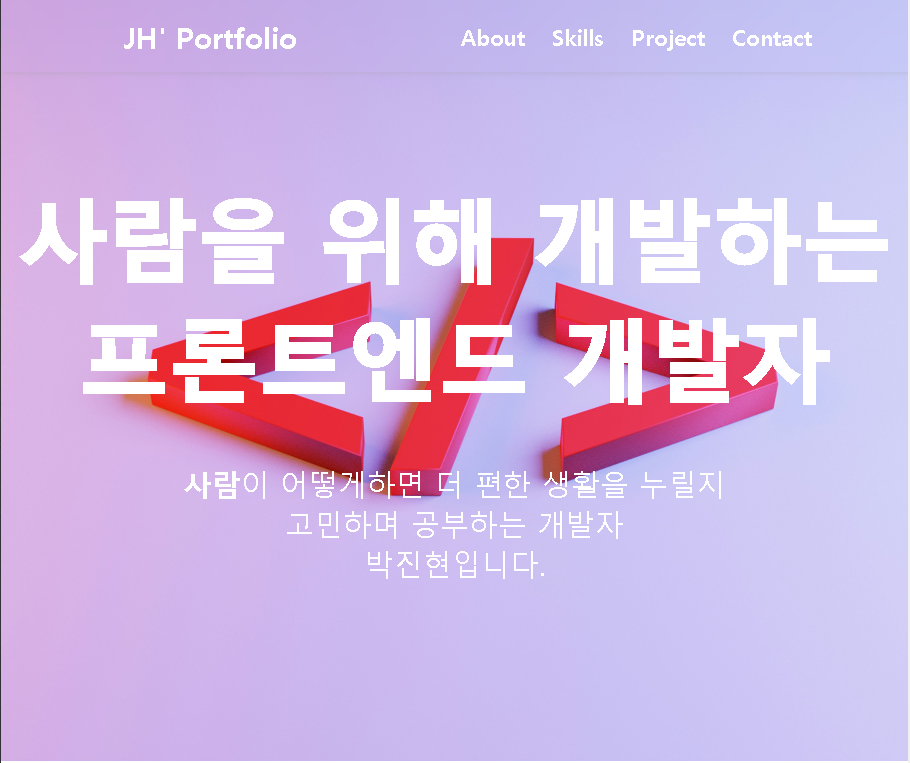 JH' Portfolio
About Skills Project Contact
사람을 위해 개발하는
프론트엔드 개발자
사람이 어떻게하면 더 편한 생활을 누릴지
고민하며 공부하는 개발자
박진현입니다.